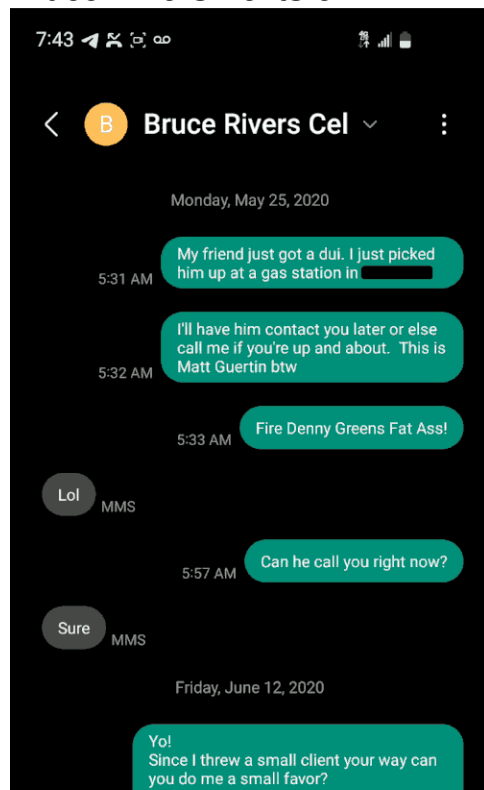 7:43
B Bruce Rivers Cel
Monday, May 25, 2020
My friend just got a dui. I just picked
him up at a gas station in
5:31 AM
I'll have him contact you later or else
call me if you're up and about. This is
Matt Guertin btw
5:32 AM
Fire Denny Greens Fat Ass!
5:33 AM
Lol
MMS
Can he call you right now?
5:57 AM
Sure
MMS
Friday, June 12, 2020
Yo!
Since I threw a small client your way can
you do me a small favor?